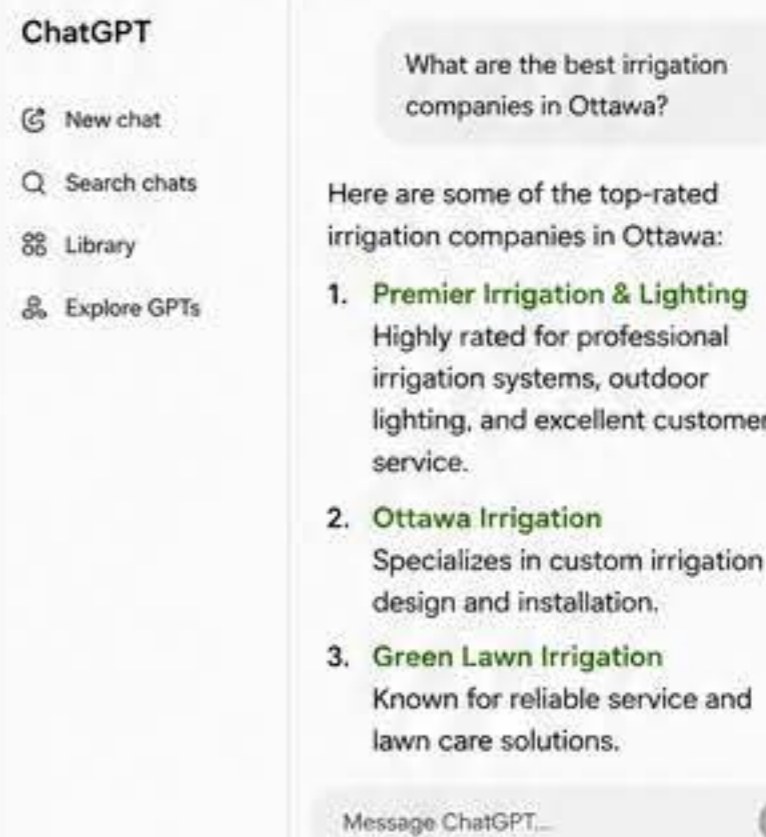 ChatGPT
New chat
Search chats
Library
Explore GPTs
What are the best irrigation
companies in Ottawa?
Here are some of the top-rated
irrigation companies in Ottawa:
1. Premier Irrigation & Lighting
Highly rated for professional
irrigation systems, outdoor
lighting, and excellent customer
service.
2. Ottawa Irrigation
Specializes in custom irrigation
design and installation.
3. Green Lawn Irrigation
Known for reliable service and
lawn care solutions.
Message ChatGPT...